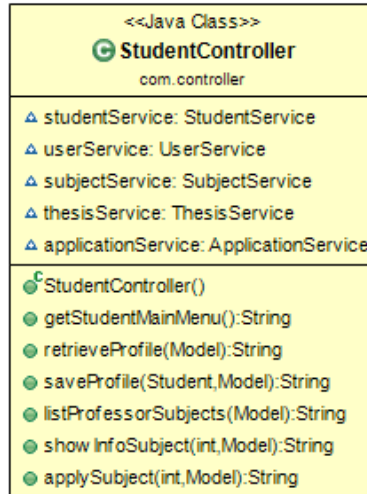 <<Java Class>>
StudentController
com.controller
studentService: StudentService
userService: UserService
subjectService: SubjectService
thesisService: ThesisService
applicationService: ApplicationService
StudentController()
getStudentMainMenu():String
retrieveProfile(Model):String
saveProfile(Student,Model):String
listProfessorSubjects(Model):String
showInfoSubject(int,Model):String
applySubject(int,Model):String